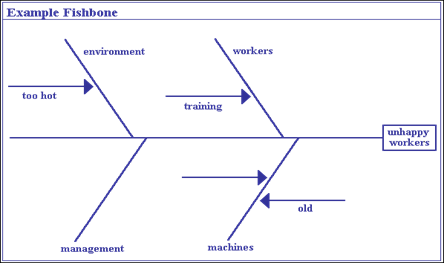 Example Fishbone
environment
workers
too hot
training
unhappy
workers
old
management
machines